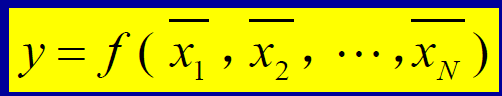 y = f ( x̅₁ , x̅₂ , ⋯ , x̅_N )